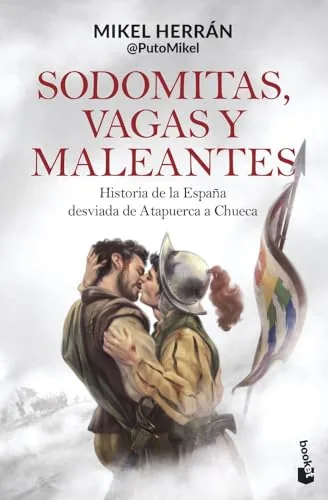 MIKEL HERRÁN
@PutoMikel
SODOMITAS,
VAGAS Y
MALEANTES
Historia de la España
desviada de Atapuerca a Chueca
booket